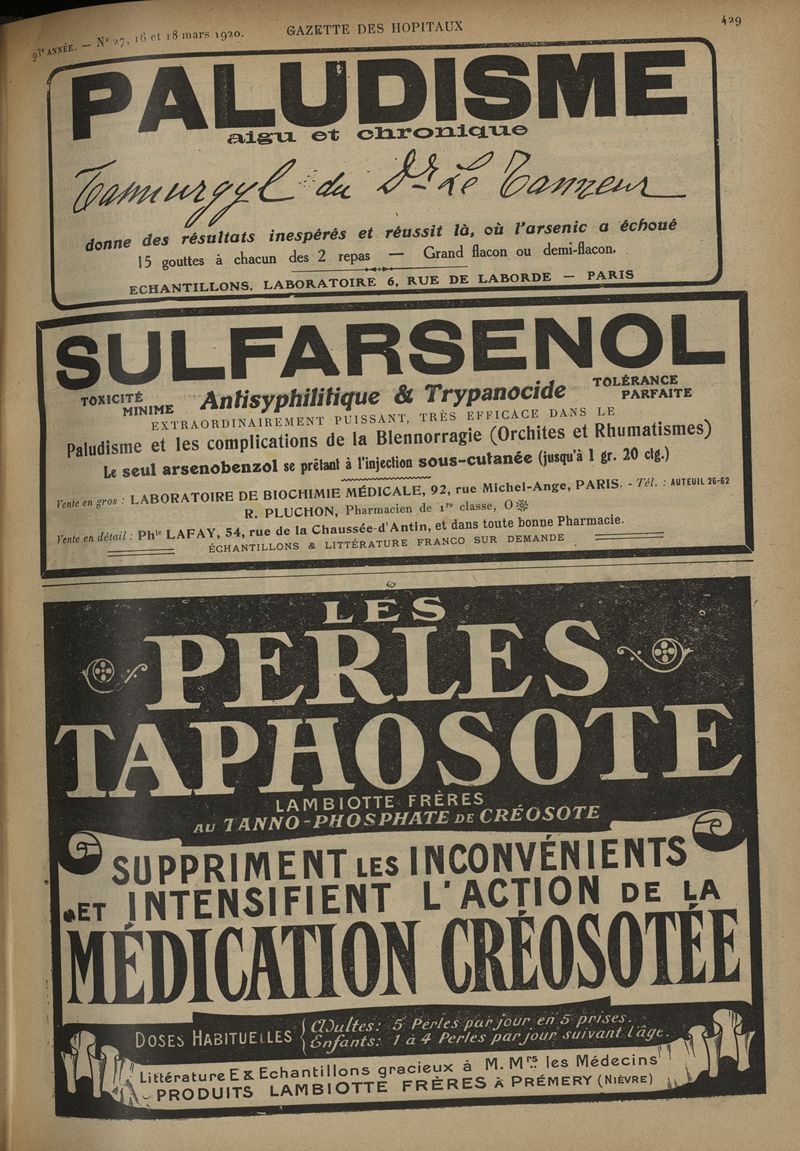 93e ANNÉE. — No 27, 16 et 18 mars 1920. GAZETTE DES HOPITAUX 429
PALUDISME
aigu et chronique
Tannurgyl du Dr Le Tanneur
donne des résultats inespérés et réussit là, où l'arsenic a échoué
15 gouttes à chacun des 2 repas — Grand flacon ou demi-flacon.
ECHANTILLONS, LABORATOIRE 6, RUE DE LABORDE — PARIS
SULFARSENOL
TOXICITÉ MINIME Antisyphilitique & Trypanocide TOLÉRANCE PARFAITE
EXTRAORDINAIREMENT PUISSANT, TRÈS EFFICACE DANS LE
Paludisme et les complications de la Blennorragie (Orchites et Rhumatismes)
Le seul arsenobenzol se prêtant à l'injection sous-cutanée (jusqu'à 1 gr. 20 ctg.)
Vente en gros : LABORATOIRE DE BIOCHIMIE MÉDICALE, 92, rue Michel-Ange, PARIS. - Tél. : AUTEUIL 26-62
R. PLUCHON, Pharmacien de 1re classe, O
Vente en détail : Phie LAFAY, 54, rue de la Chaussée-d'Antin, et dans toute bonne Pharmacie.
ÉCHANTILLONS & LITTÉRATURE FRANCO SUR DEMANDE
LES
PERLES
TAPHOSOTE
LAMBIOTTE FRÈRES
AU TANNO-PHOSPHATE DE CRÉOSOTE
SUPPRIMENT LES INCONVÉNIENTS
ET INTENSIFIENT L'ACTION DE LA
MÉDICATION CRÉOSOTÉE
DOSES HABITUELLES { Adultes: 5 Perles par jour en 5 prises.
Enfants: 1 à 4 Perles par jour suivant l'âge.
Littérature Et Echantillons gracieux à M.Mrs les Médecins
PRODUITS LAMBIOTTE FRÈRES À PRÉMERY (NIÈVRE)